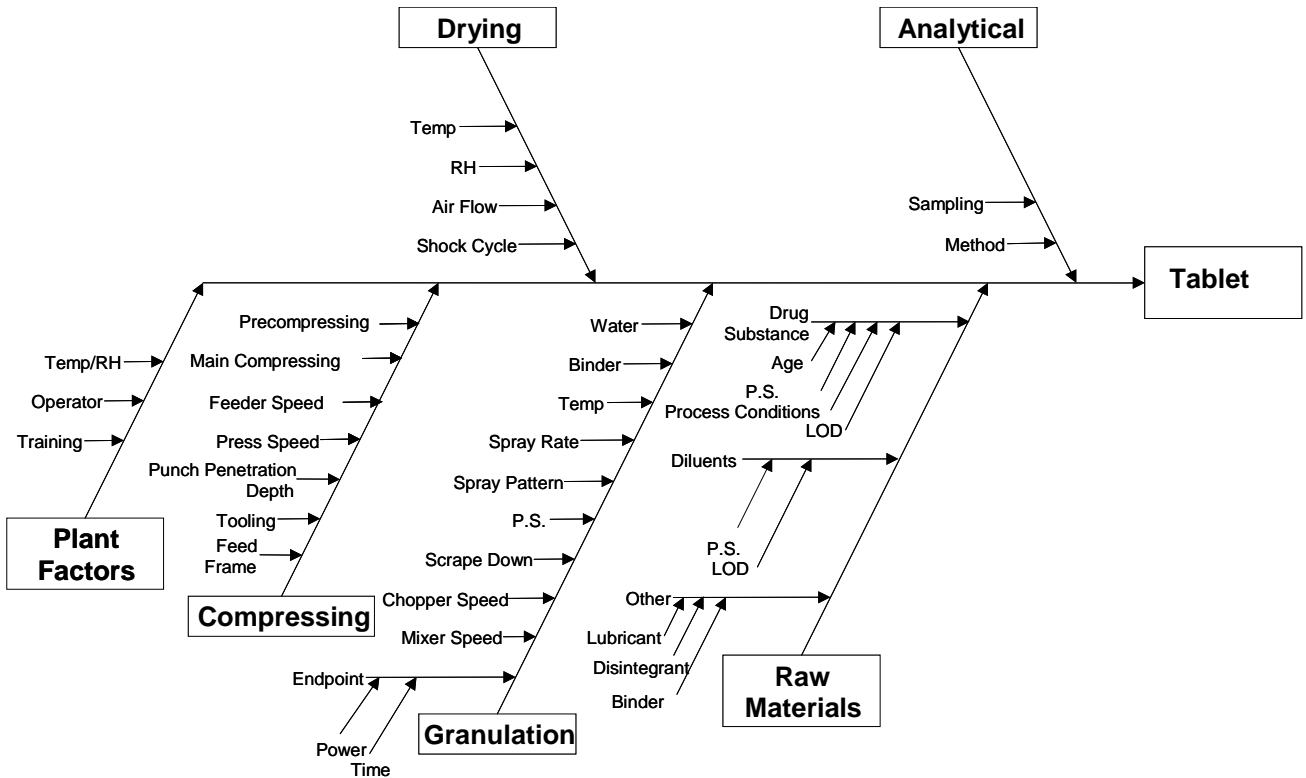 Drying
Analytical
Temp
RH
Air Flow
Shock Cycle
Sampling
Method
Tablet
Temp/RH
Operator
Training
Plant
Factors
Precompressing
Main Compressing
Feeder Speed
Press Speed
Punch Penetration
Depth
Tooling
Feed
Frame
Compressing
Water
Binder
Temp
Spray Rate
Spray Pattern
P.S.
Scrape Down
Chopper Speed
Mixer Speed
Endpoint
Power
Time
Granulation
Drug
Substance
Age
P.S.
Process Conditions
LOD
Diluents
P.S.
LOD
Other
Lubricant
Disintegrant
Binder
Raw
Materials